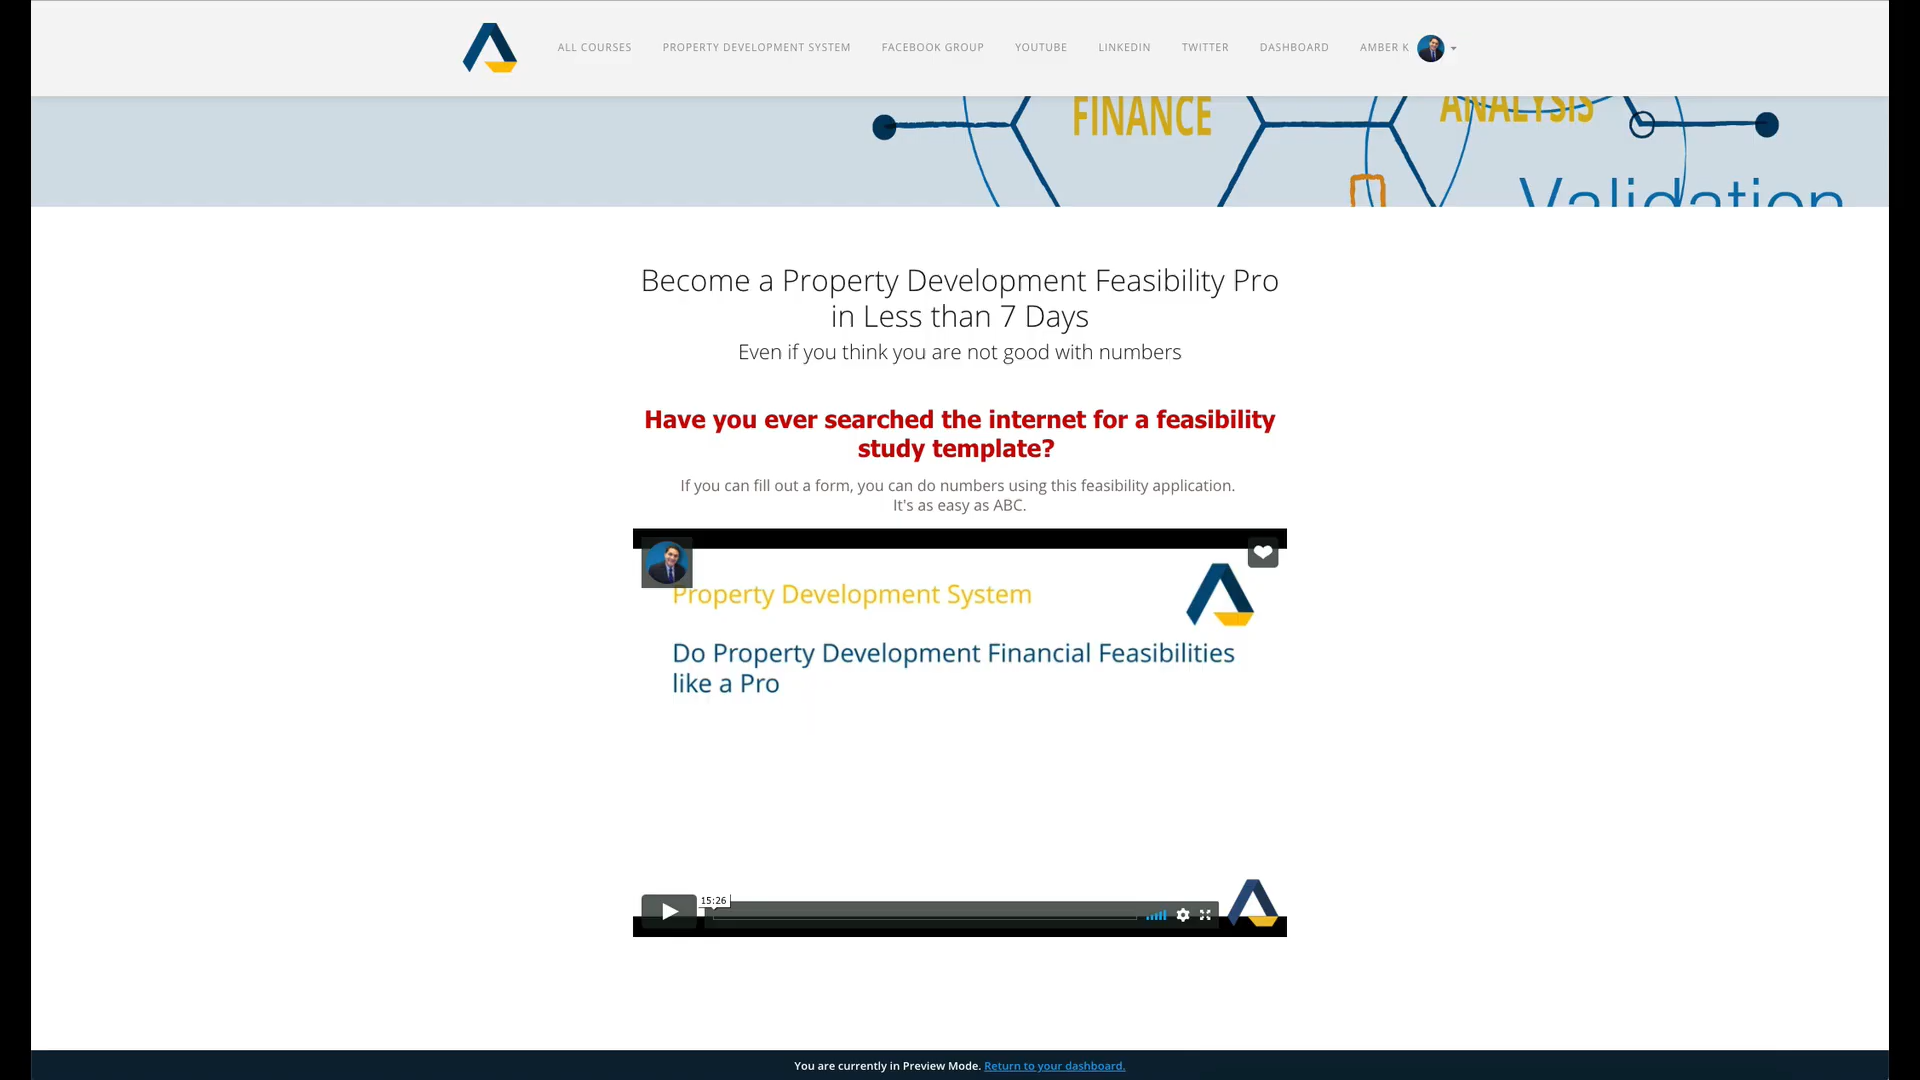 ALL COURSES PROPERTY DEVELOPMENT SYSTEM FACEBOOK GROUP YOUTUBE LINKEDIN TWITTER DASHBOARD AMBER K
FINANCE ANALYSIS
Validation
Become a Property Development Feasibility Pro
in Less than 7 Days
Even if you think you are not good with numbers
Have you ever searched the internet for a feasibility
study template?
If you can fill out a form, you can do numbers using this feasibility application.
It's as easy as ABC.
Property Development System
Do Property Development Financial Feasibilities
like a Pro
15:26
You are currently in Preview Mode. Return to your dashboard.